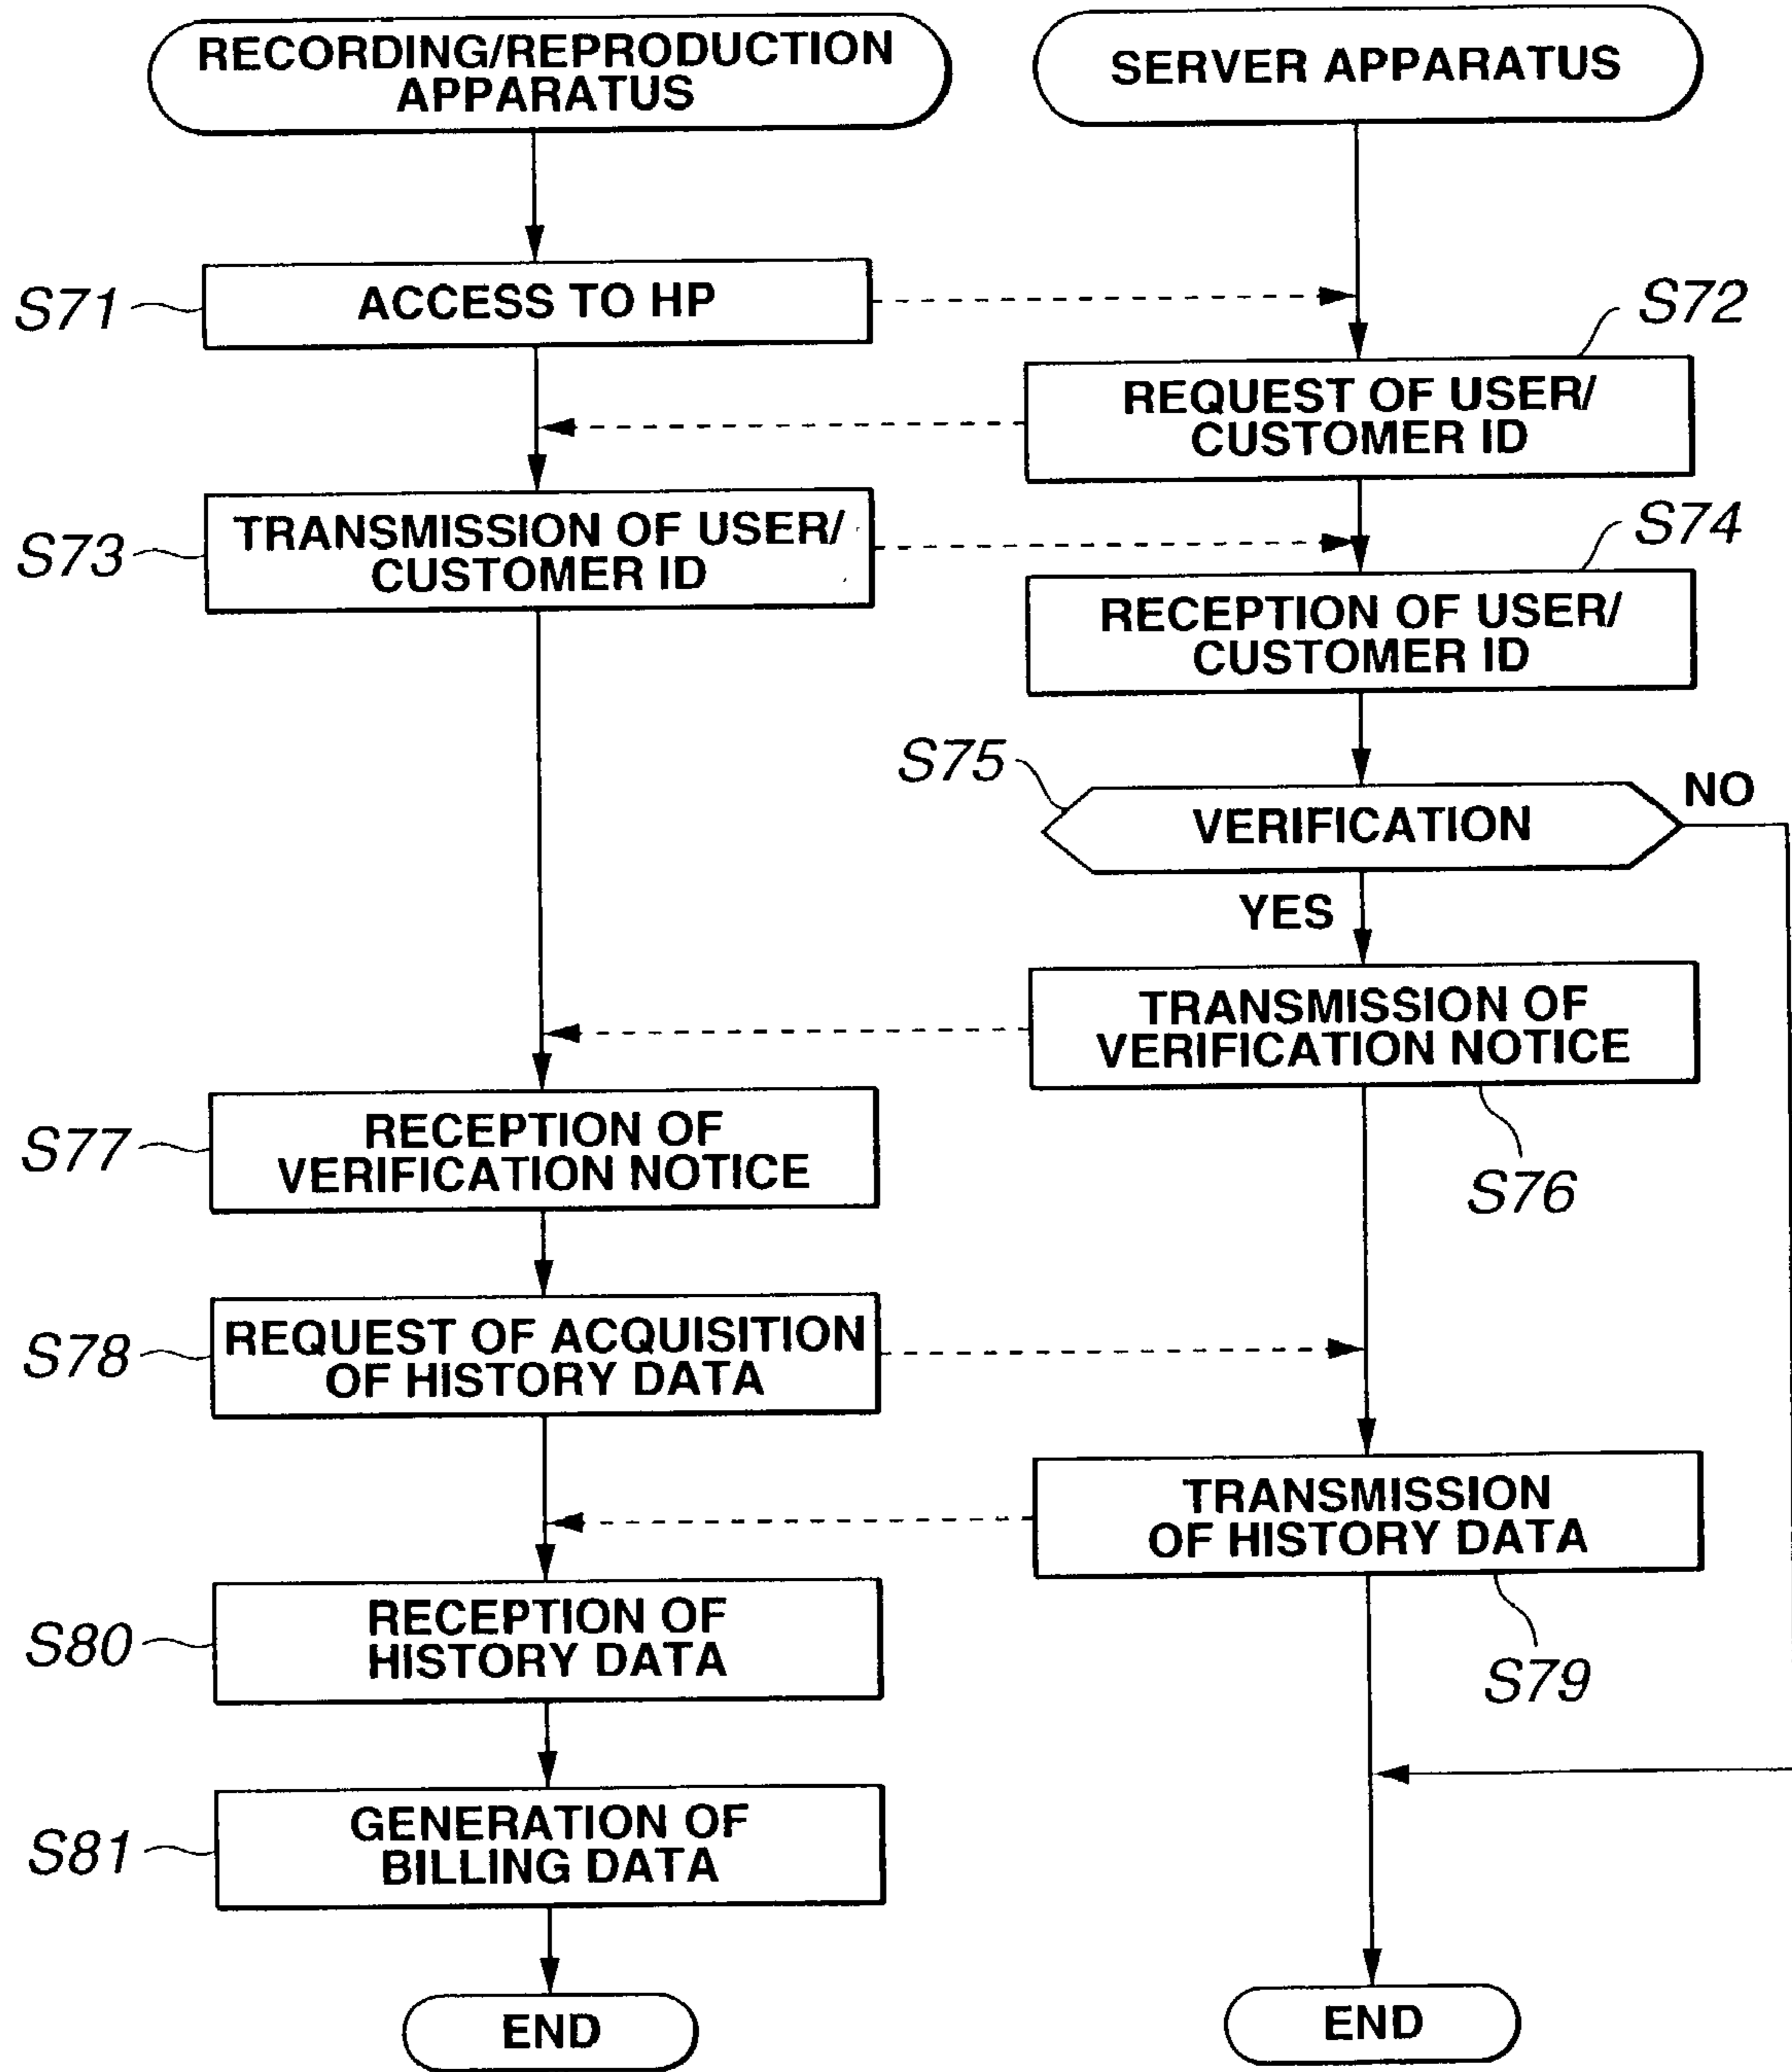 RECORDING/REPRODUCTION
APPARATUS
SERVER APPARATUS
S71
ACCESS TO HP
S72
REQUEST OF USER/
CUSTOMER ID
S73
TRANSMISSION OF USER/
CUSTOMER ID
S74
RECEPTION OF USER/
CUSTOMER ID
S75
VERIFICATION
NO
YES
TRANSMISSION OF
VERIFICATION NOTICE
S76
S77
RECEPTION OF
VERIFICATION NOTICE
S78
REQUEST OF ACQUISITION
OF HISTORY DATA
TRANSMISSION
OF HISTORY DATA
S79
S80
RECEPTION OF
HISTORY DATA
S81
GENERATION OF
BILLING DATA
END
END